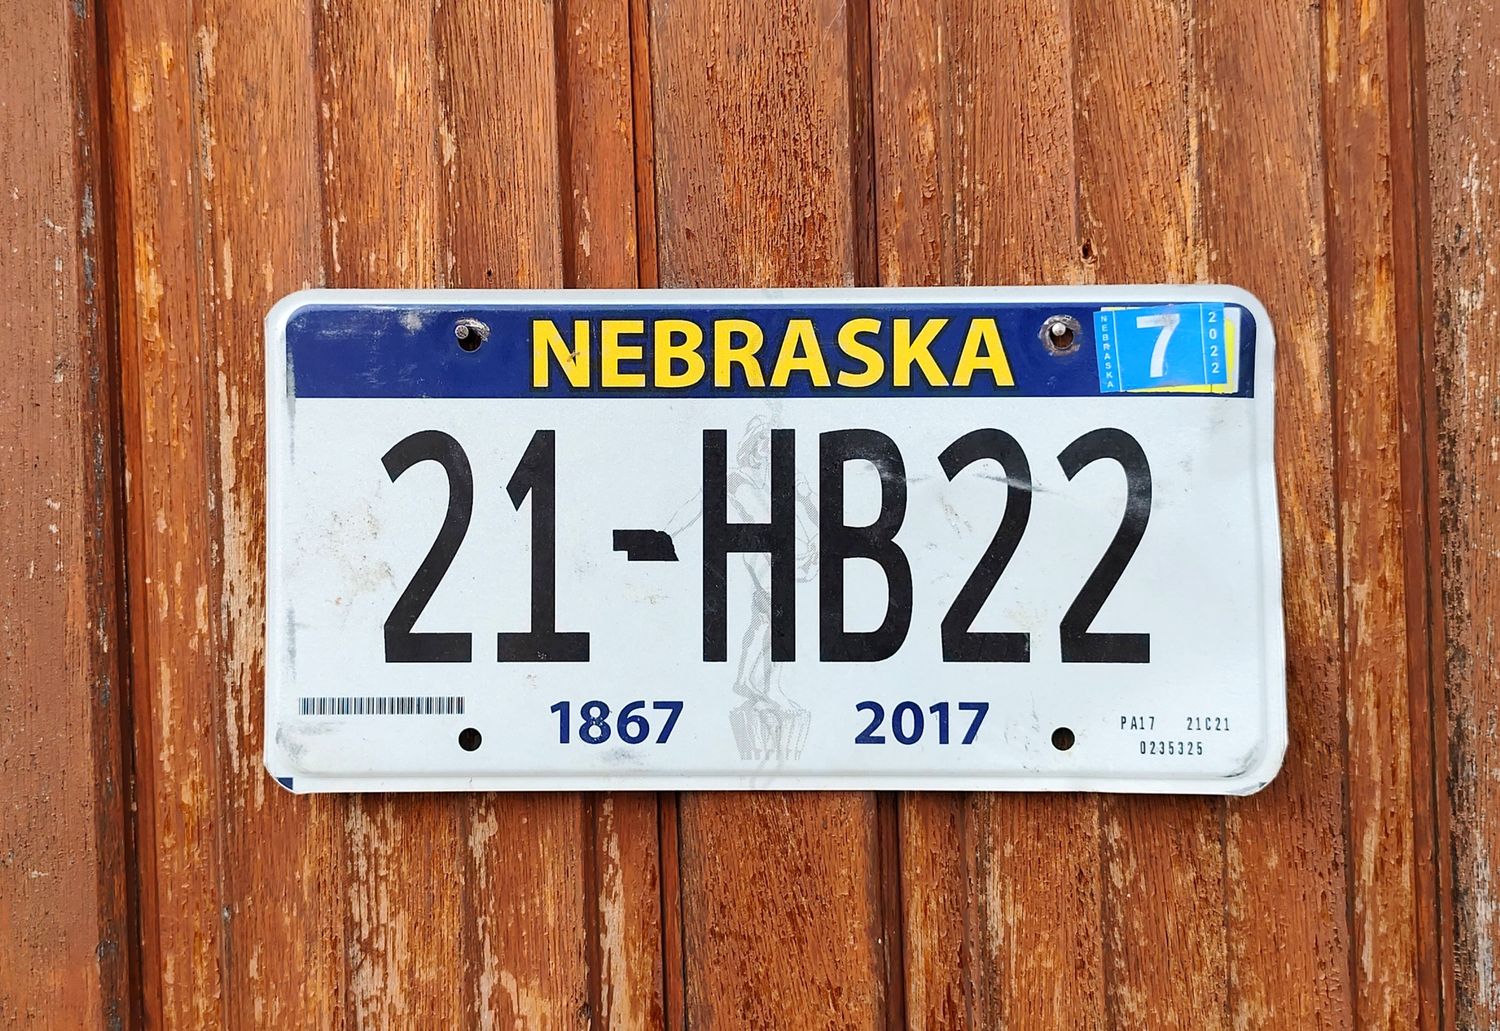 NEBRASKA
NEBRASKA 7 2022
21-HB22
1867 2017
PA17 21C21
0235325